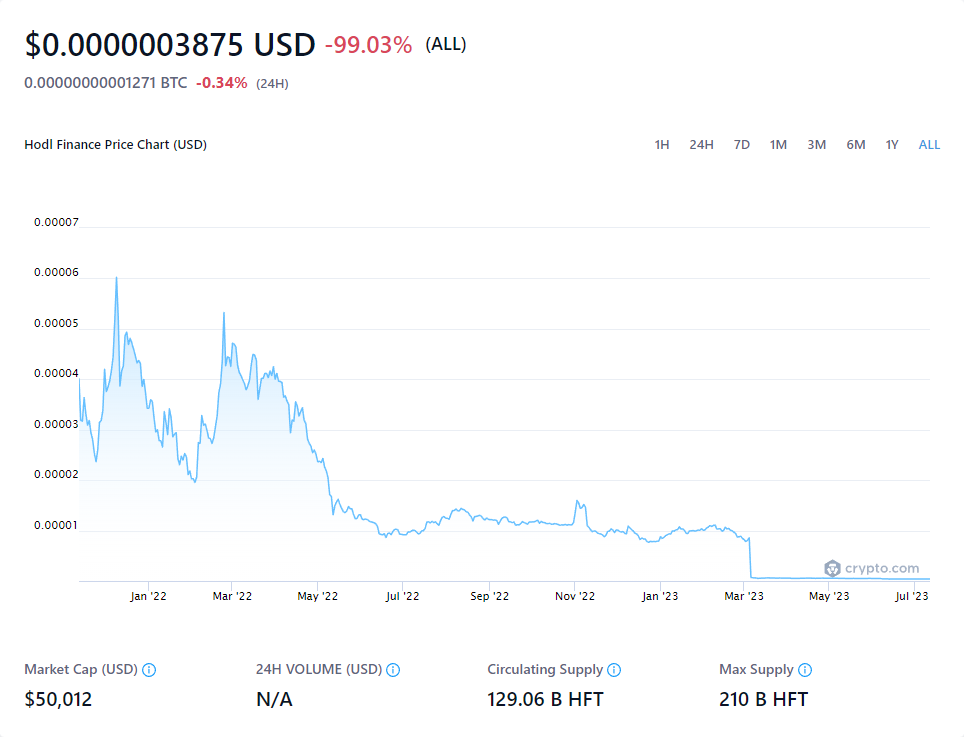 $0.0000003875 USD -99.03% (ALL)
0.00000000001271 BTC -0.34% (24H)
Hodl Finance Price Chart (USD) 1H 24H 7D 1M 3M 6M 1Y ALL
0.00007
0.00006
0.00005
0.00004
0.00003
0.00002
0.00001
crypto.com
Jan '22 Mar '22 May '22 Jul '22 Sep '22 Nov '22 Jan '23 Mar '23 May '23 Jul '23
Market Cap (USD) 24H VOLUME (USD) Circulating Supply Max Supply
$50,012 N/A 129.06 B HFT 210 B HFT